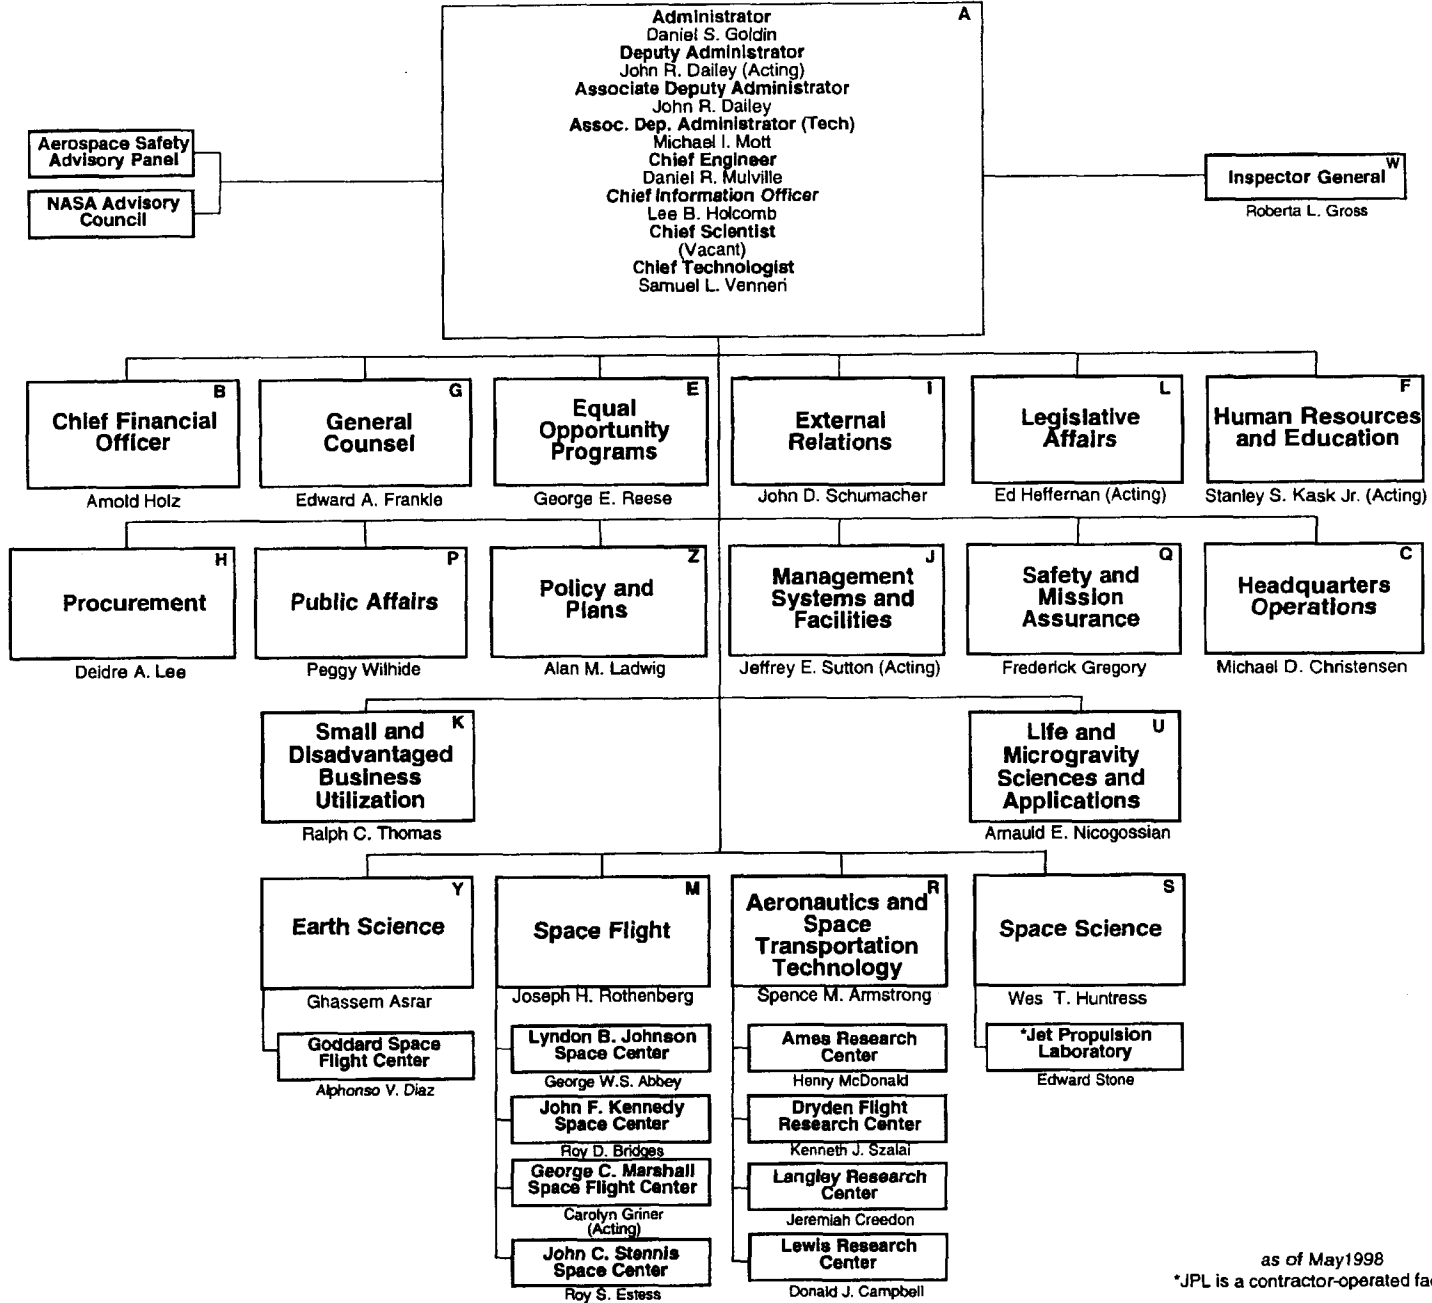 A
Administrator
Daniel S. Goldin
Deputy Administrator
John R. Dailey (Acting)
Associate Deputy Administrator
John R. Dailey
Assoc. Dep. Administrator (Tech)
Michael I. Mott
Chief Engineer
Daniel R. Mulville
Chief Information Officer
Lee B. Holcomb
Chief Scientist
(Vacant)
Chief Technologist
Samuel L. Venneri
Aerospace Safety
Advisory Panel
NASA Advisory
Council
W
Inspector General
Roberta L. Gross
B
Chief Financial
Officer
Arnold Holz
G
General
Counsel
Edward A. Frankle
E
Equal
Opportunity
Programs
George E. Reese
I
External
Relations
John D. Schumacher
L
Legislative
Affairs
Ed Heffernan (Acting)
F
Human Resources
and Education
Stanley S. Kask Jr. (Acting)
H
Procurement
Deidre A. Lee
P
Public Affairs
Peggy Wilhide
Z
Policy and
Plans
Alan M. Ladwig
J
Management
Systems and
Facilities
Jeffrey E. Sutton (Acting)
Q
Safety and
Mission
Assurance
Frederick Gregory
C
Headquarters
Operations
Michael D. Christensen
K
Small and
Disadvantaged
Business
Utilization
Ralph C. Thomas
U
Life and
Microgravity
Sciences and
Applications
Arnauld E. Nicogossian
Y
Earth Science
Ghassem Asrar
Goddard Space
Flight Center
Alphonso V. Diaz
M
Space Flight
Joseph H. Rothenberg
Lyndon B. Johnson
Space Center
George W.S. Abbey
John F. Kennedy
Space Center
Roy D. Bridges
George C. Marshall
Space Flight Center
Carolyn Griner
(Acting)
John C. Stennis
Space Center
Roy S. Estess
R
Aeronautics and
Space
Transportation
Technology
Spence M. Armstrong
Ames Research
Center
Henry McDonald
Dryden Flight
Research Center
Kenneth J. Szalai
Langley Research
Center
Jeremiah Creedon
Lewis Research
Center
Donald J. Campbell
S
Space Science
Wes T. Huntress
*Jet Propulsion
Laboratory
Edward Stone
as of May1998
*JPL is a contractor-operated